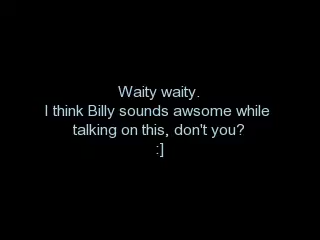 Waity waity.
I think Billy sounds awsome while
talking on this, don't you?
:]